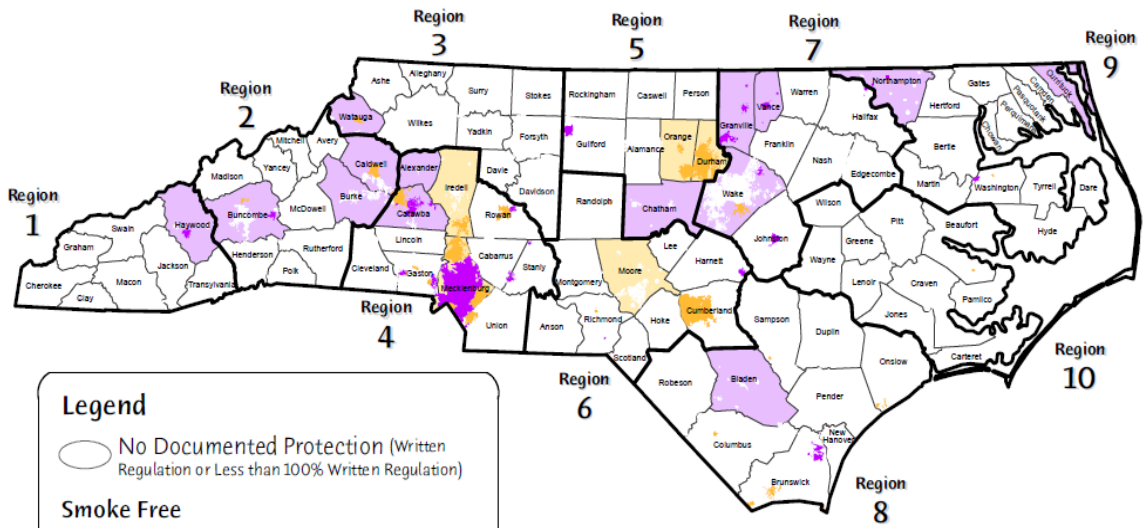 Region
3
Region
5
Region
7
Region
9
Region
2
Region
1
Region
4
Region
6
Region
8
Region
10
Ashe
Alleghany
Surry
Stokes
Rockingham
Caswell
Person
Granville
Vance
Warren
Northampton
Gates
Hertford
Camden
Currituck
Pasquotank
Perquimans
Chowan
Halifax
Watauga
Wilkes
Yadkin
Forsyth
Guilford
Alamance
Orange
Durham
Franklin
Nash
Edgecombe
Bertie
Martin
Washington
Tyrrell
Dare
Hyde
Mitchell
Avery
Yancey
Madison
Caldwell
Alexander
Iredell
Davie
Davidson
Randolph
Chatham
Wake
Wilson
Pitt
Beaufort
Haywood
Buncombe
McDowell
Burke
Catawba
Rowan
Swain
Graham
Jackson
Henderson
Rutherford
Polk
Lincoln
Cleveland
Gaston
Mecklenburg
Cabarrus
Stanly
Montgomery
Moore
Lee
Harnett
Johnston
Wayne
Greene
Lenoir
Craven
Pamlico
Jones
Carteret
Cherokee
Clay
Macon
Transylvania
Union
Anson
Richmond
Scotland
Hoke
Cumberland
Sampson
Duplin
Onslow
Robeson
Bladen
Pender
Columbus
New
Hanover
Brunswick
Legend
No Documented Protection (Written
Regulation or Less than 100% Written Regulation)
Smoke Free